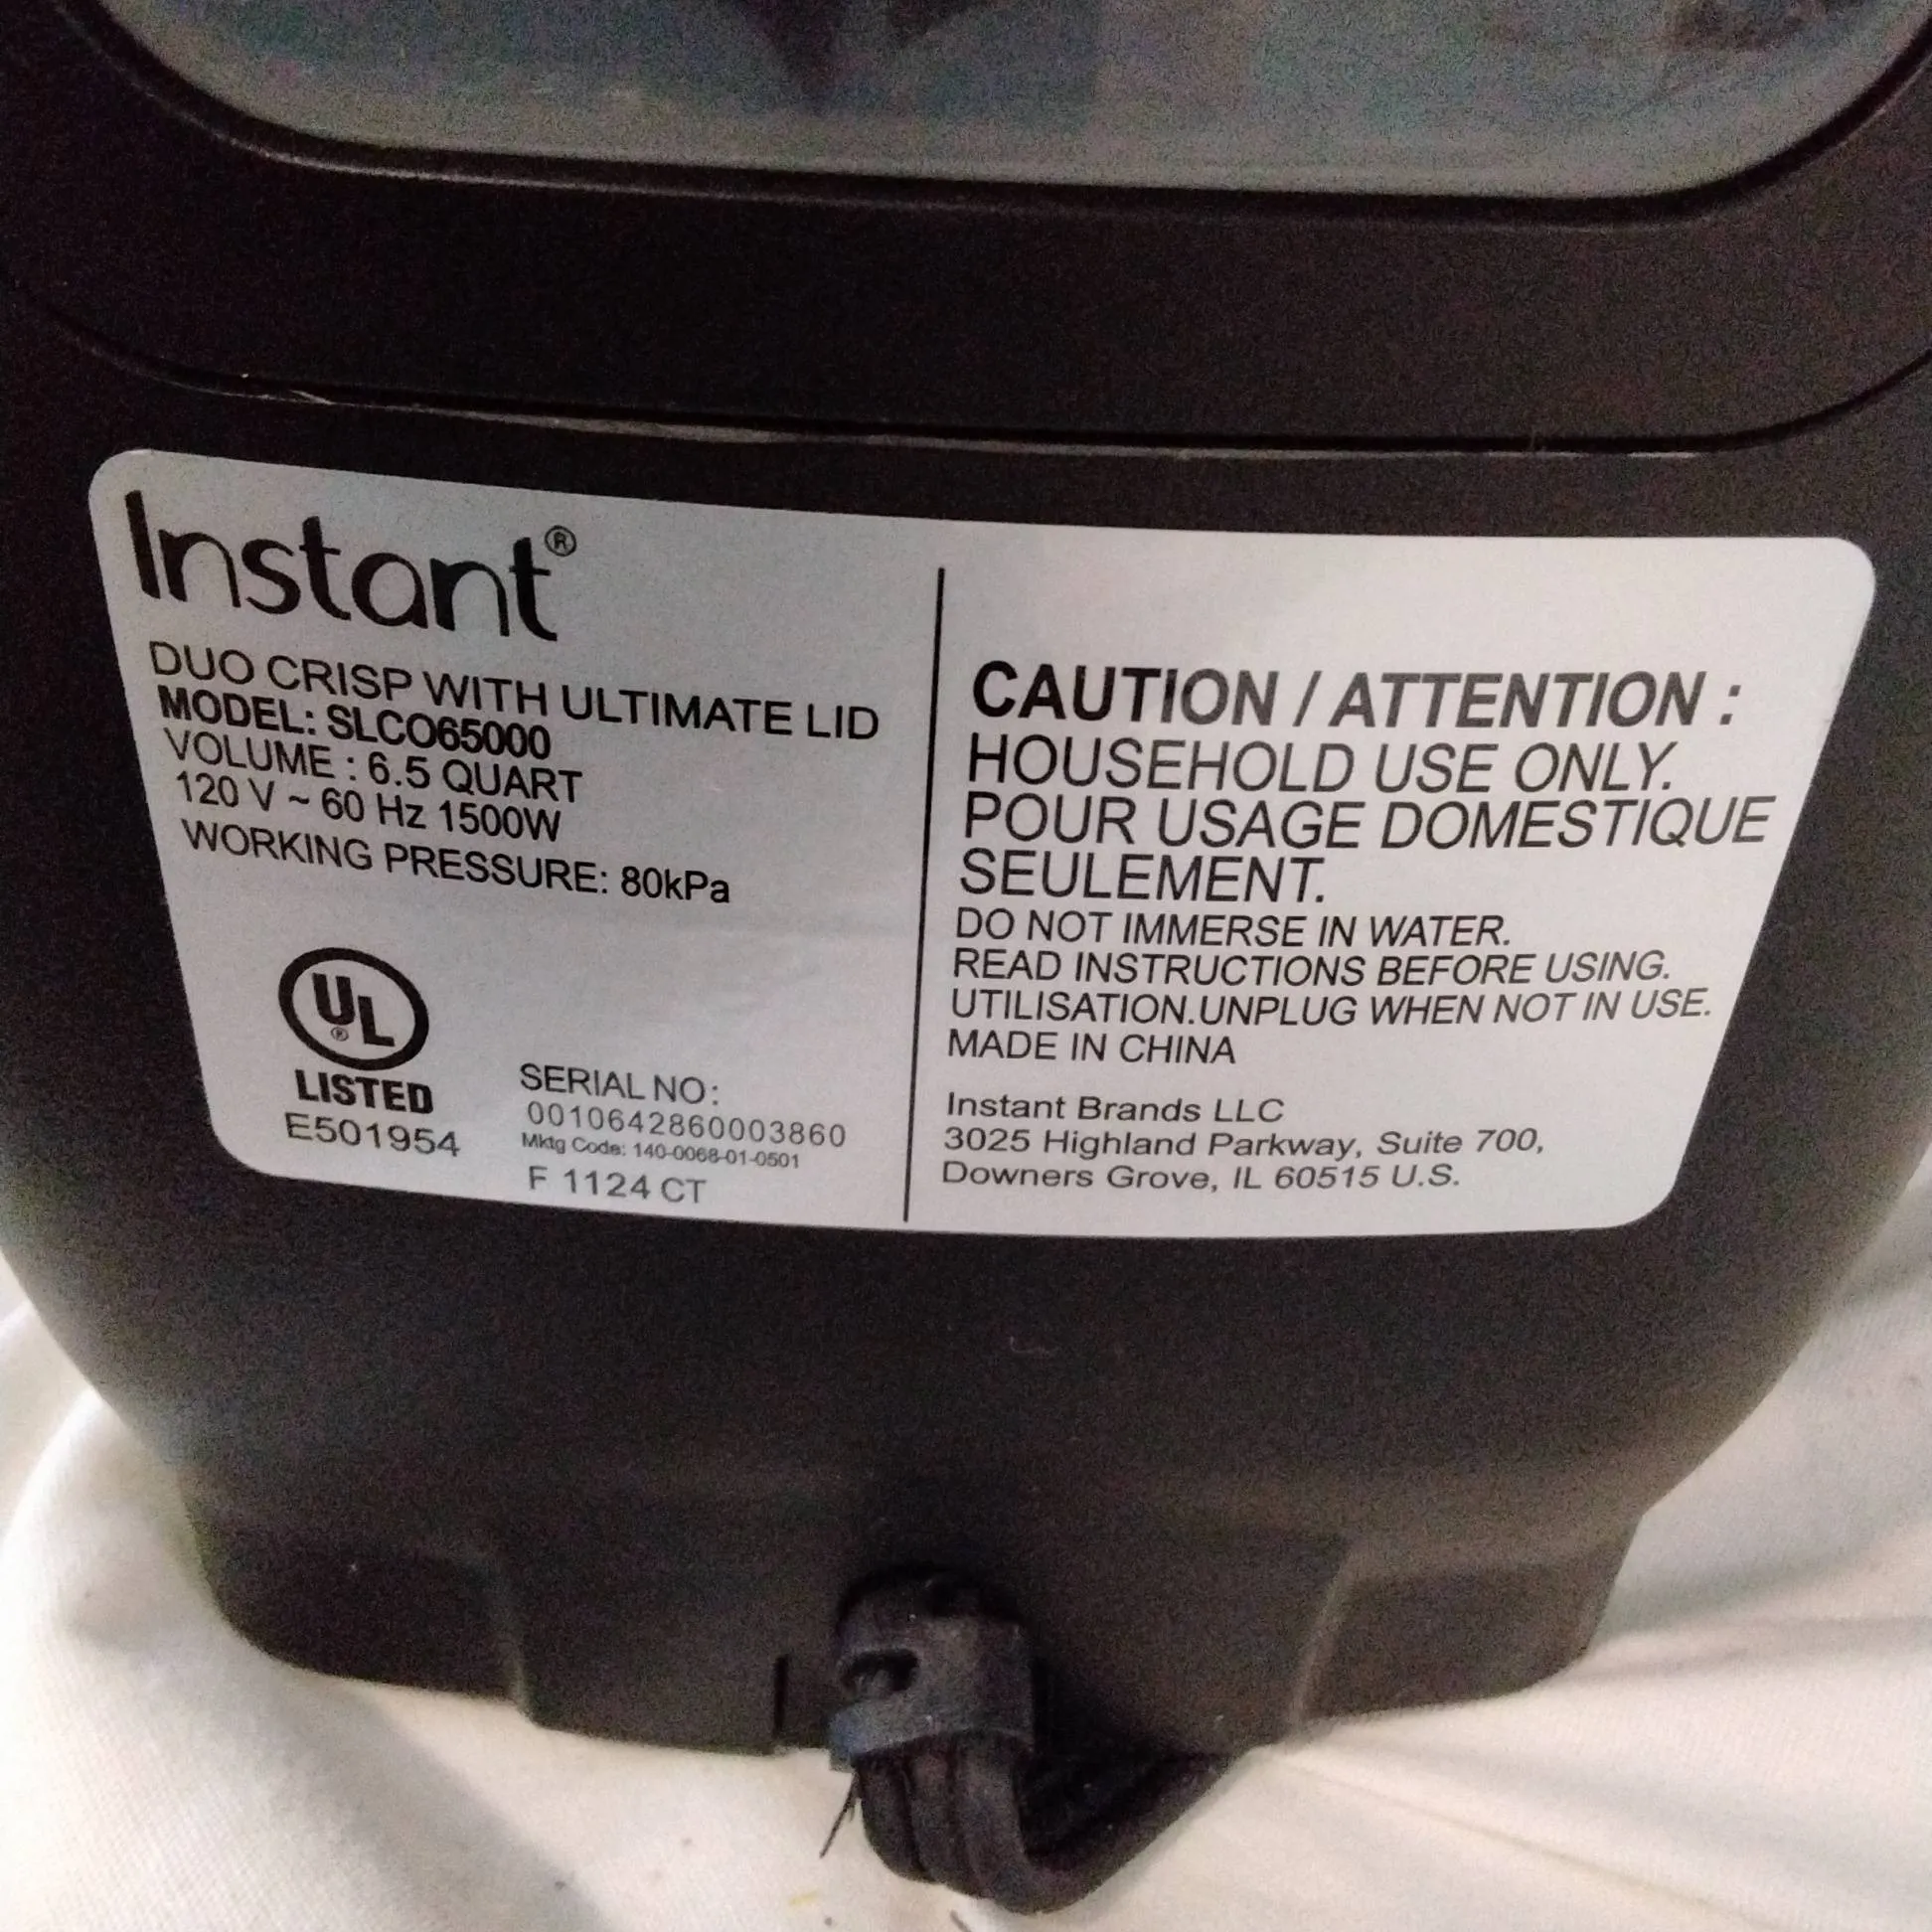 Instant®
DUO CRISP WITH ULTIMATE LID
MODEL: SLCO65000
VOLUME : 6.5 QUART
120 V ~ 60 Hz 1500W
WORKING PRESSURE: 80kPa
UL®
LISTED
E501954
SERIAL NO:
0010642860003860
Mktg Code: 140-0068-01-0501
F 1124 CT
CAUTION / ATTENTION :
HOUSEHOLD USE ONLY.
POUR USAGE DOMESTIQUE
SEULEMENT.
DO NOT IMMERSE IN WATER.
READ INSTRUCTIONS BEFORE USING.
UTILISATION.UNPLUG WHEN NOT IN USE.
MADE IN CHINA
Instant Brands LLC
3025 Highland Parkway, Suite 700,
Downers Grove, IL 60515 U.S.